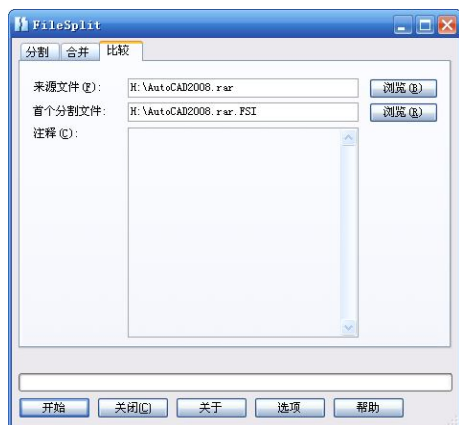 FileSplit
分割 合并 比较
来源文件(F): H:\AutoCAD2008.rar 浏览(B)
首个分割文件: H:\AutoCAD2008.rar.FSI 浏览(R)
注释(C):
开始 关闭(C) 关于 选项 帮助